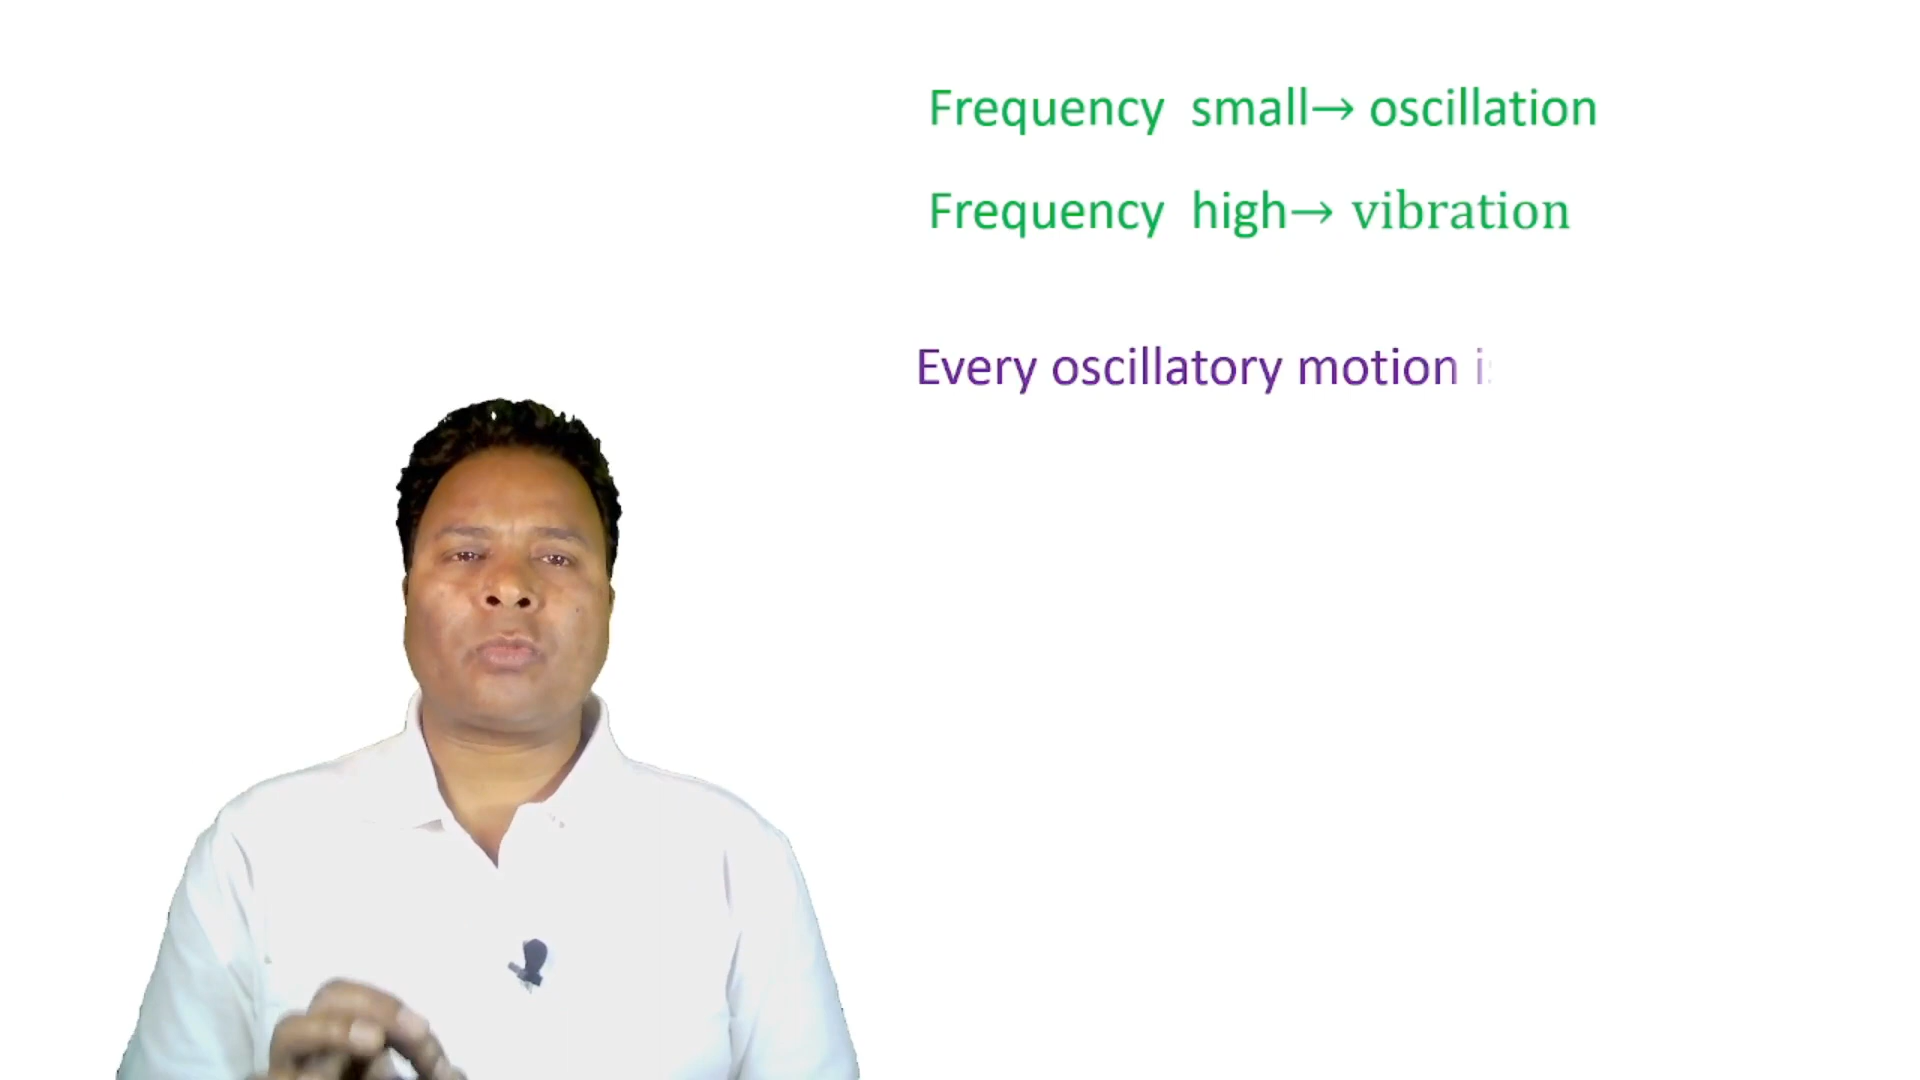 Frequency small→ oscillation
Frequency high→ vibration
Every oscillatory motion